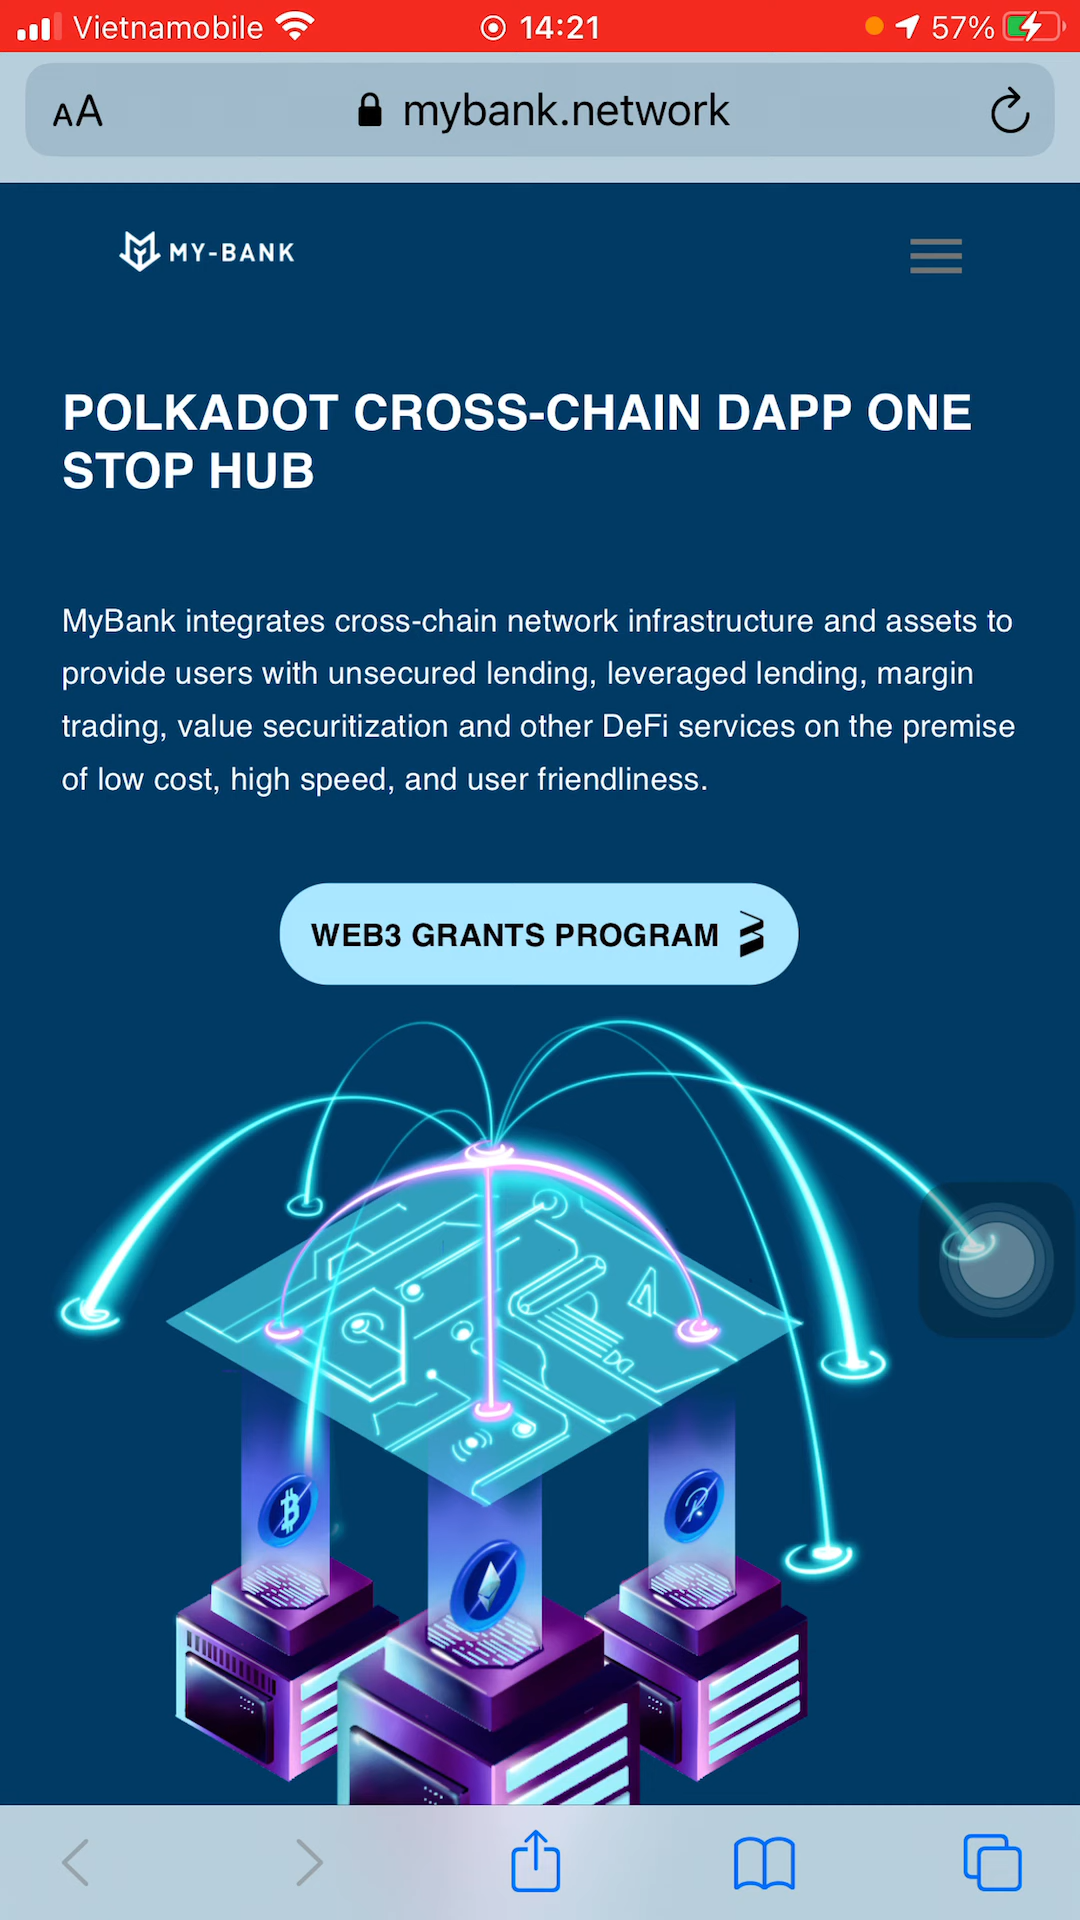 Vietnamobile 14:21 57%
AA mybank.network
MY-BANK
POLKADOT CROSS-CHAIN DAPP ONE
STOP HUB
MyBank integrates cross-chain network infrastructure and assets to
provide users with unsecured lending, leveraged lending, margin
trading, value securitization and other DeFi services on the premise
of low cost, high speed, and user friendliness.
WEB3 GRANTS PROGRAM